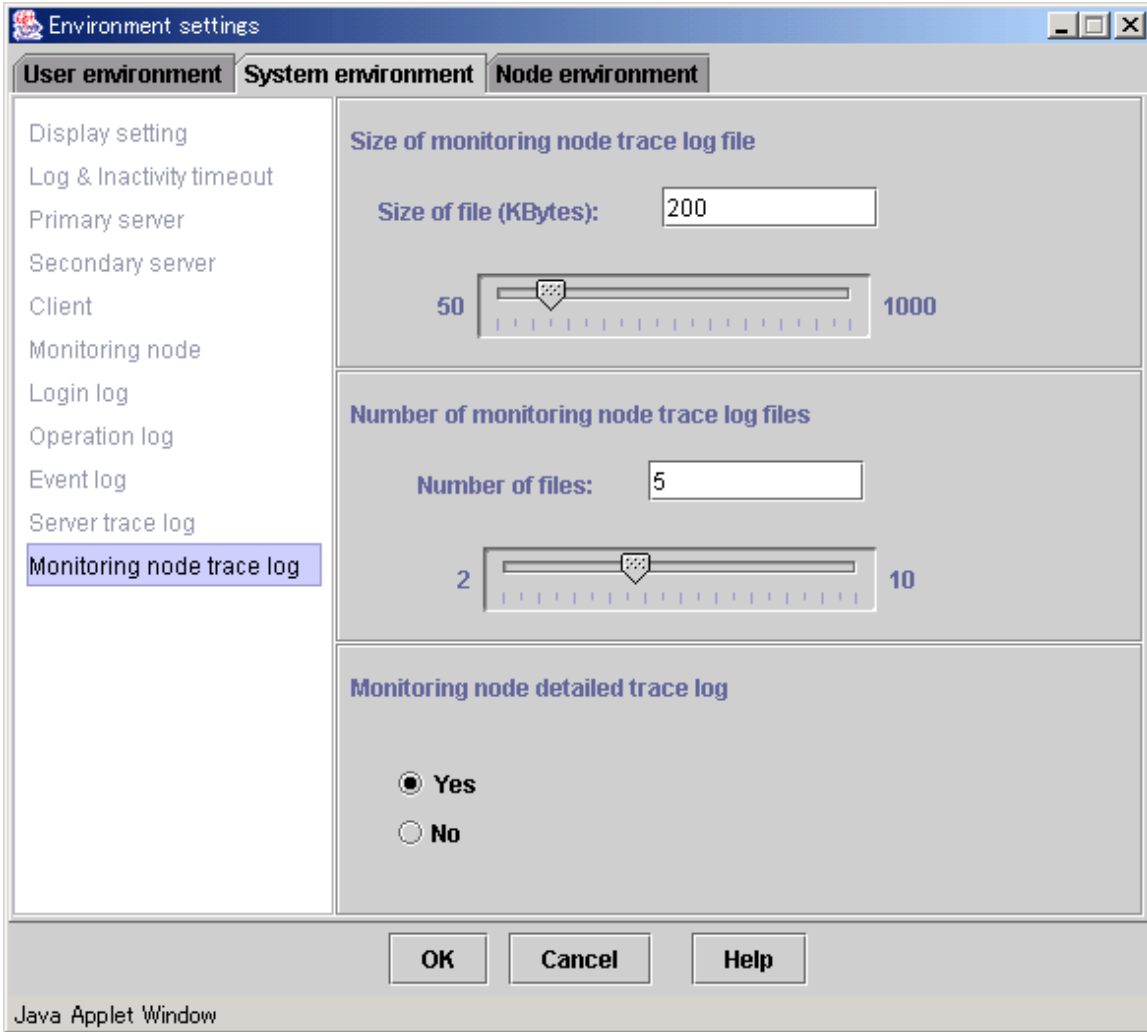 Environment settings
User environment System environment Node environment
Display setting
Log & Inactivity timeout
Primary server
Secondary server
Client
Monitoring node
Login log
Operation log
Event log
Server trace log
Monitoring node trace log
Size of monitoring node trace log file
Size of file (KBytes): 200
50 1000
Number of monitoring node trace log files
Number of files: 5
2 10
Monitoring node detailed trace log
Yes
No
OK Cancel Help
Java Applet Window